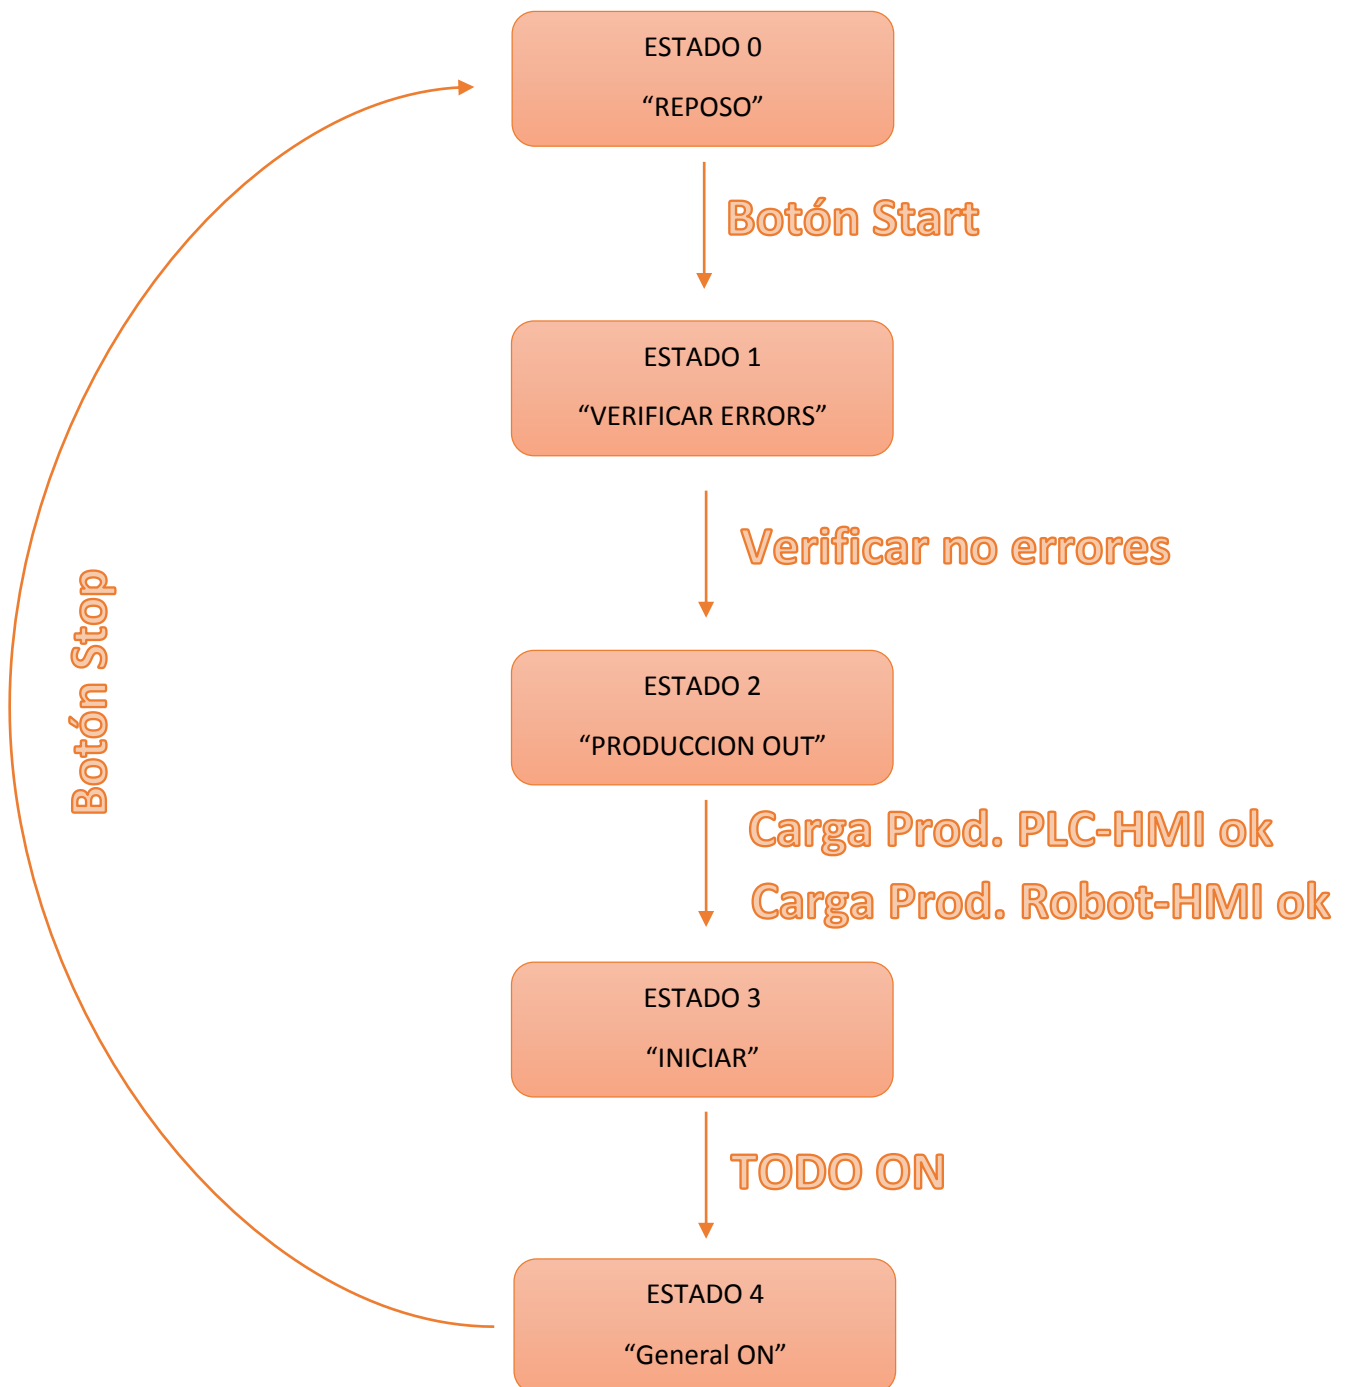 ESTADO 0
“REPOSO”
Botón Start
ESTADO 1
“VERIFICAR ERRORS”
Verificar no errores
Botón Stop
ESTADO 2
“PRODUCCION OUT”
Carga Prod. PLC-HMI ok
Carga Prod. Robot-HMI ok
ESTADO 3
“INICIAR”
TODO ON
ESTADO 4
“General ON”